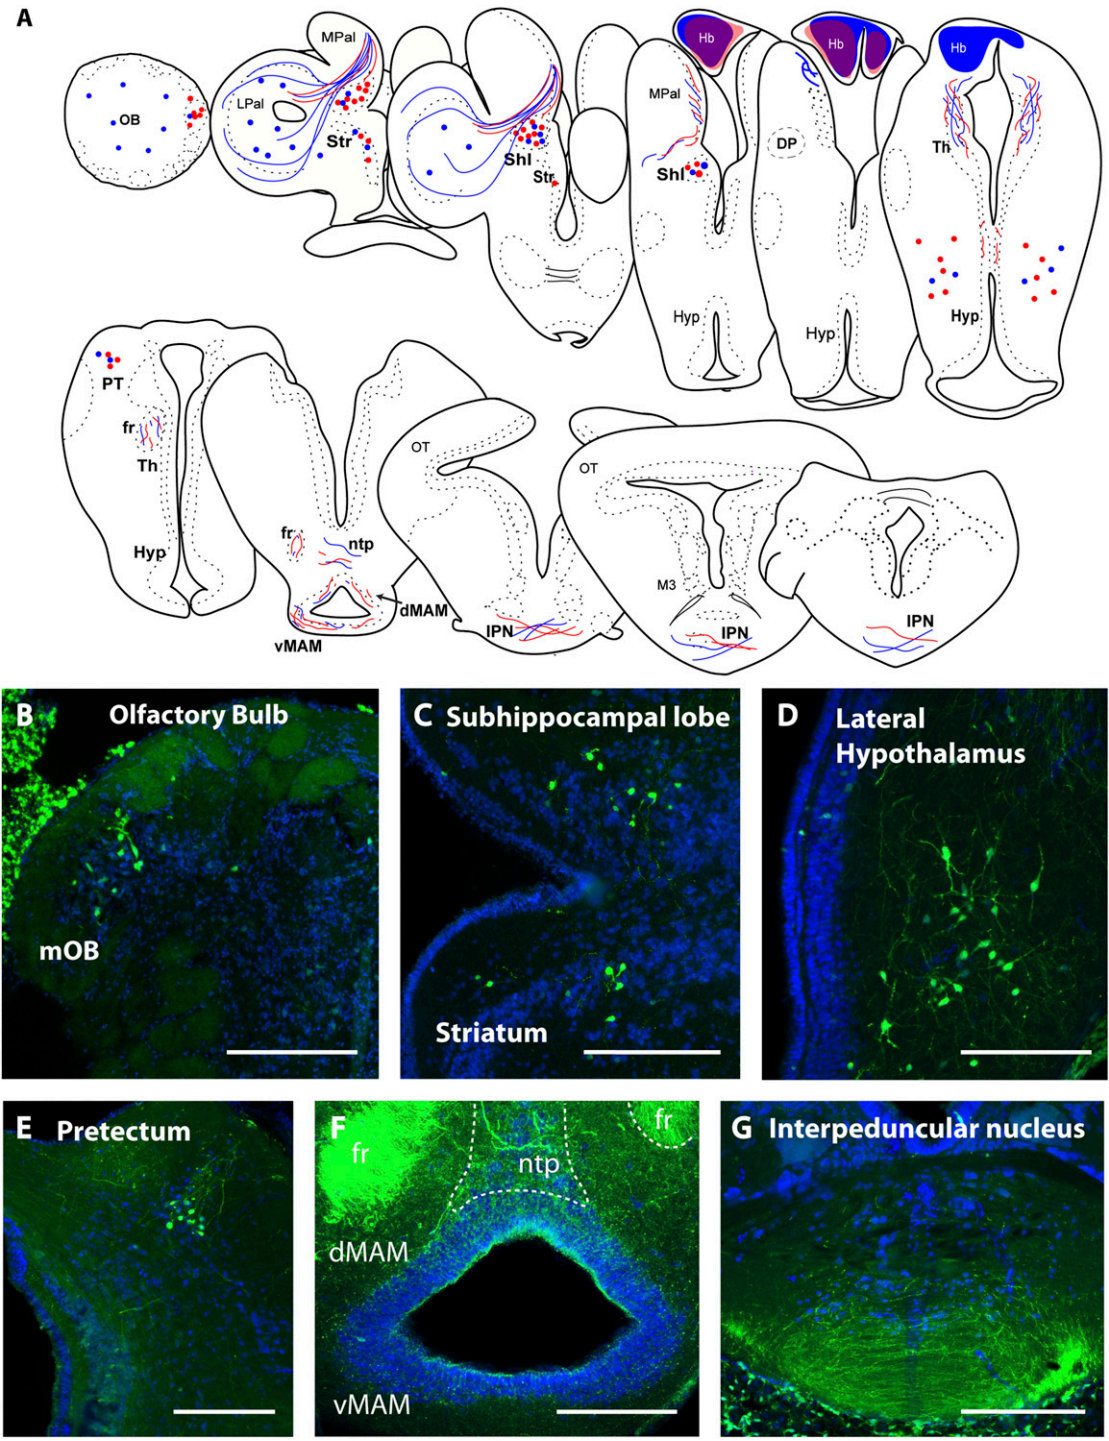 A
MPal
LPal
OB
Str
Shl
Str
Hb
MPal
Shl
Hyp
Hb
DP
Hyp
Hb
Th
Hyp
PT
fr
Th
Hyp
fr
ntp
dMAM
vMAM
OT
IPN
OT
M3
IPN
IPN
B Olfactory Bulb
mOB
C Subhippocampal lobe
Striatum
D Lateral
Hypothalamus
E Pretectum
F
fr
fr
ntp
dMAM
vMAM
G Interpeduncular nucleus